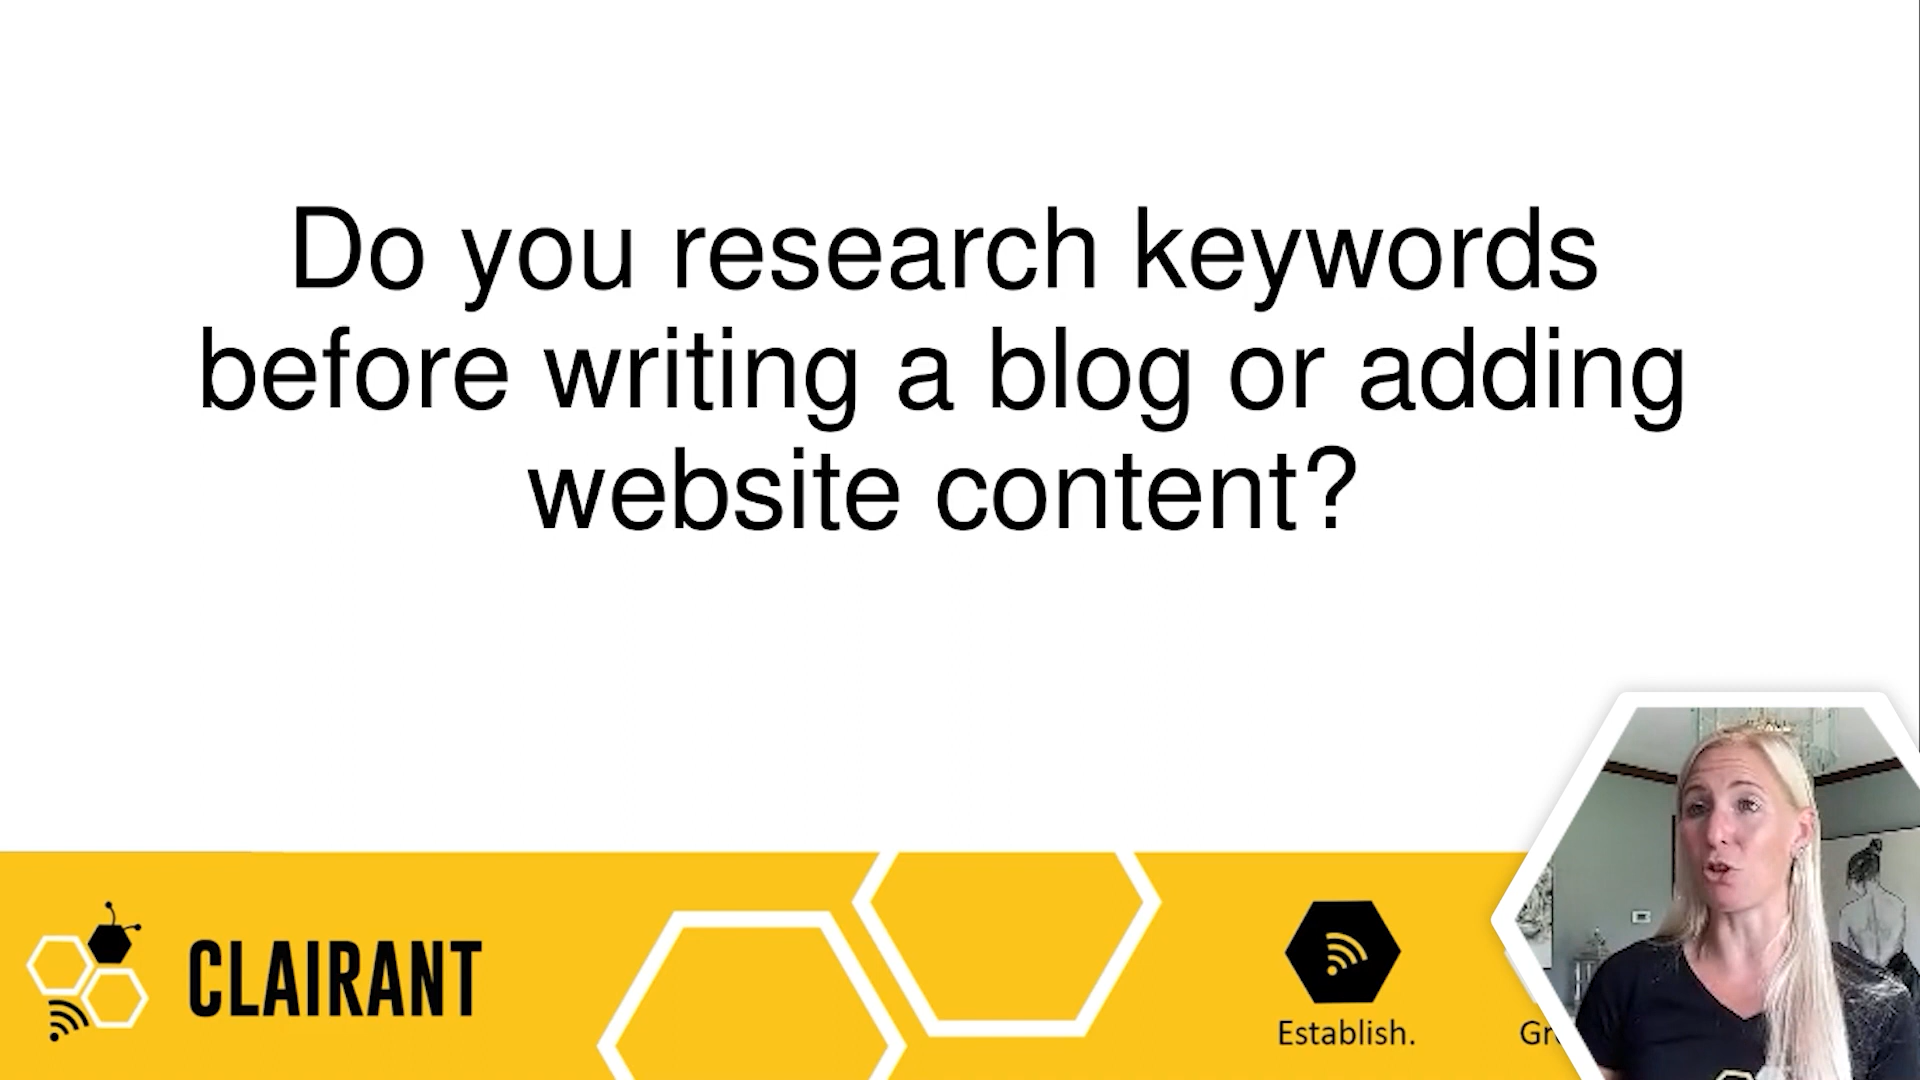 Do you research keywords
before writing a blog or adding
website content?
CLAIRANT
Establish.